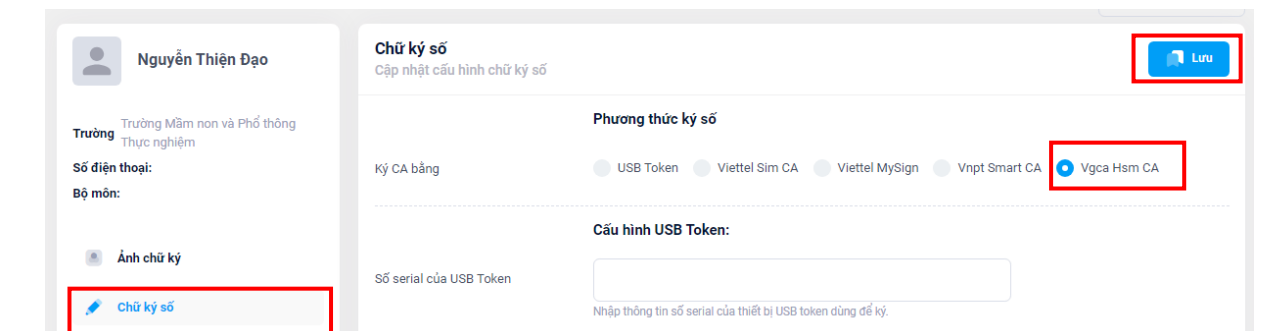 Nguyễn Thiện Đạo
Trường Trường Mầm non và Phổ thông
Thực nghiệm
Số điện thoại:
Bộ môn:
Ảnh chữ ký
Chữ ký số
Chữ ký số
Cập nhật cấu hình chữ ký số
Lưu
Phương thức ký số
Ký CA bằng USB Token Viettel Sim CA Viettel MySign Vnpt Smart CA Vgca Hsm CA
Cấu hình USB Token:
Số serial của USB Token
Nhập thông tin số serial của thiết bị USB token dùng để ký.